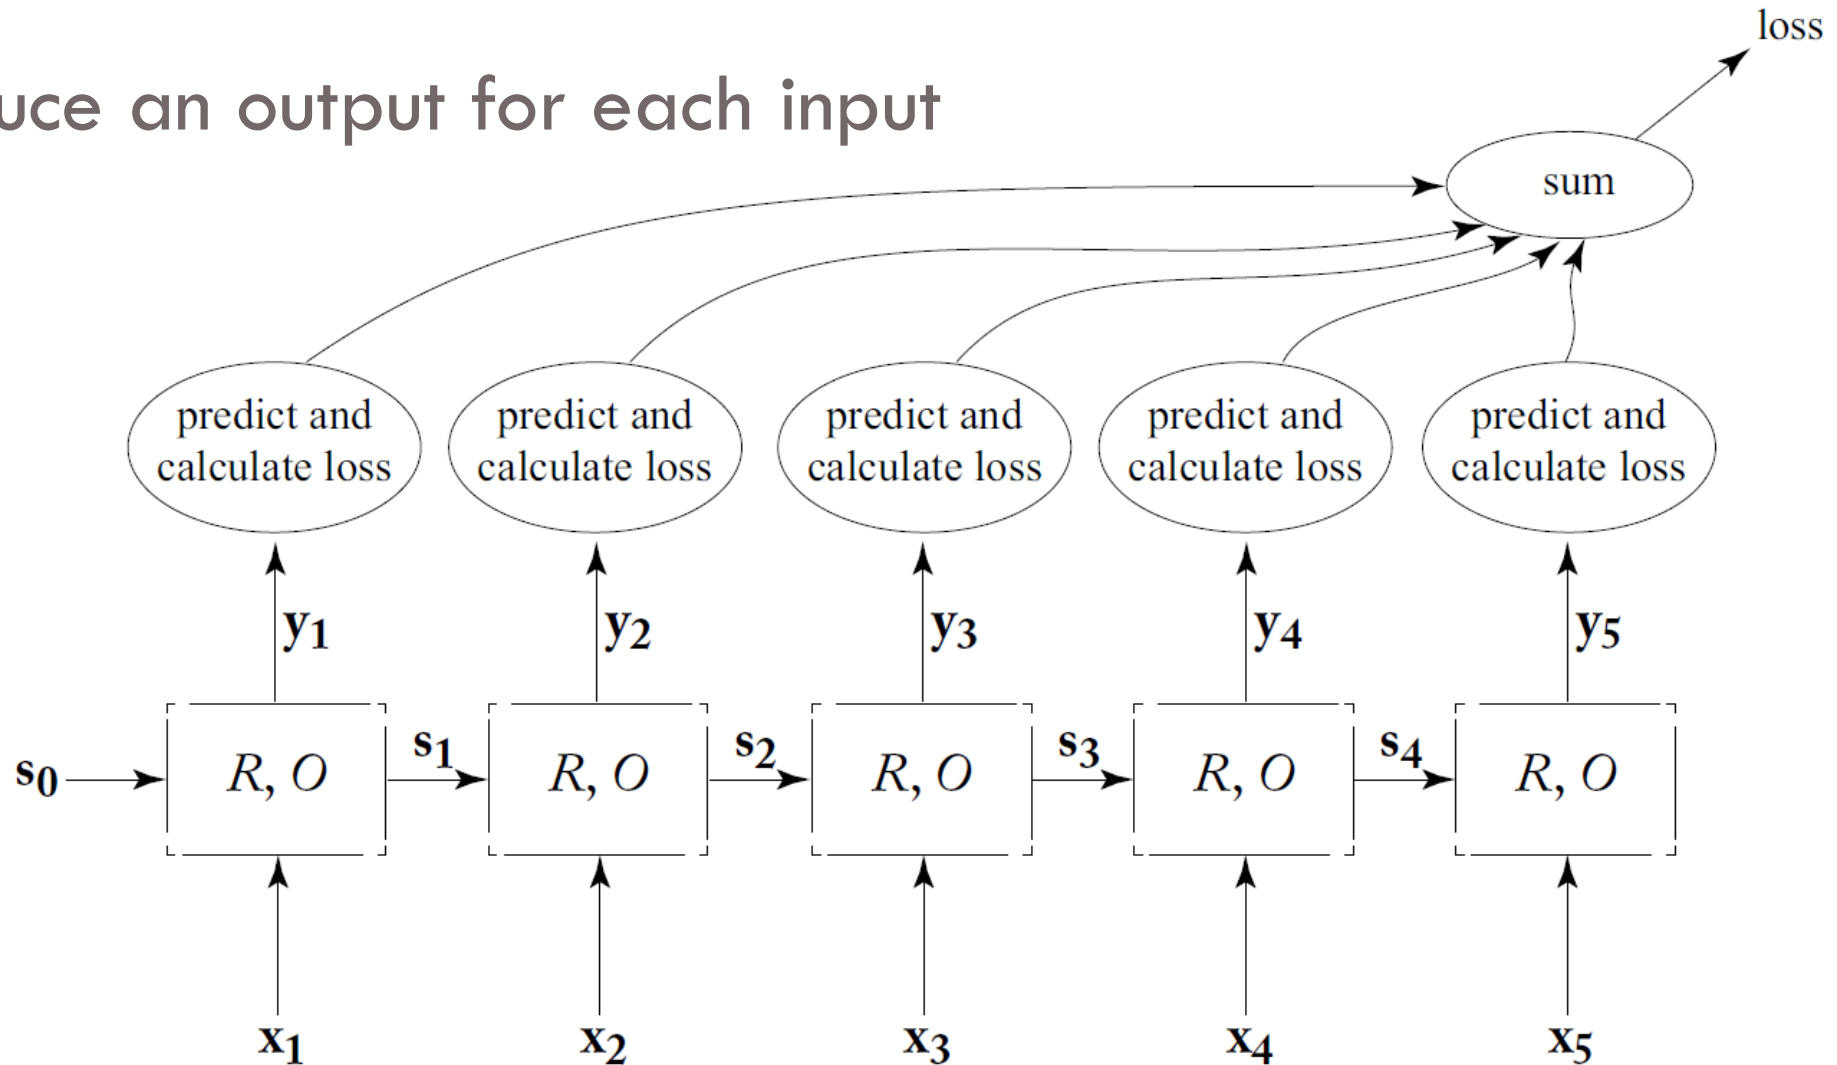 loss
uce an output for each input
sum
predict and predict and predict and predict and predict and
calculate loss calculate loss calculate loss calculate loss calculate loss
y1 y2 y3 y4 y5
s0 R, O s1 R, O s2 R, O s3 R, O s4 R, O
x1 x2 x3 x4 x5